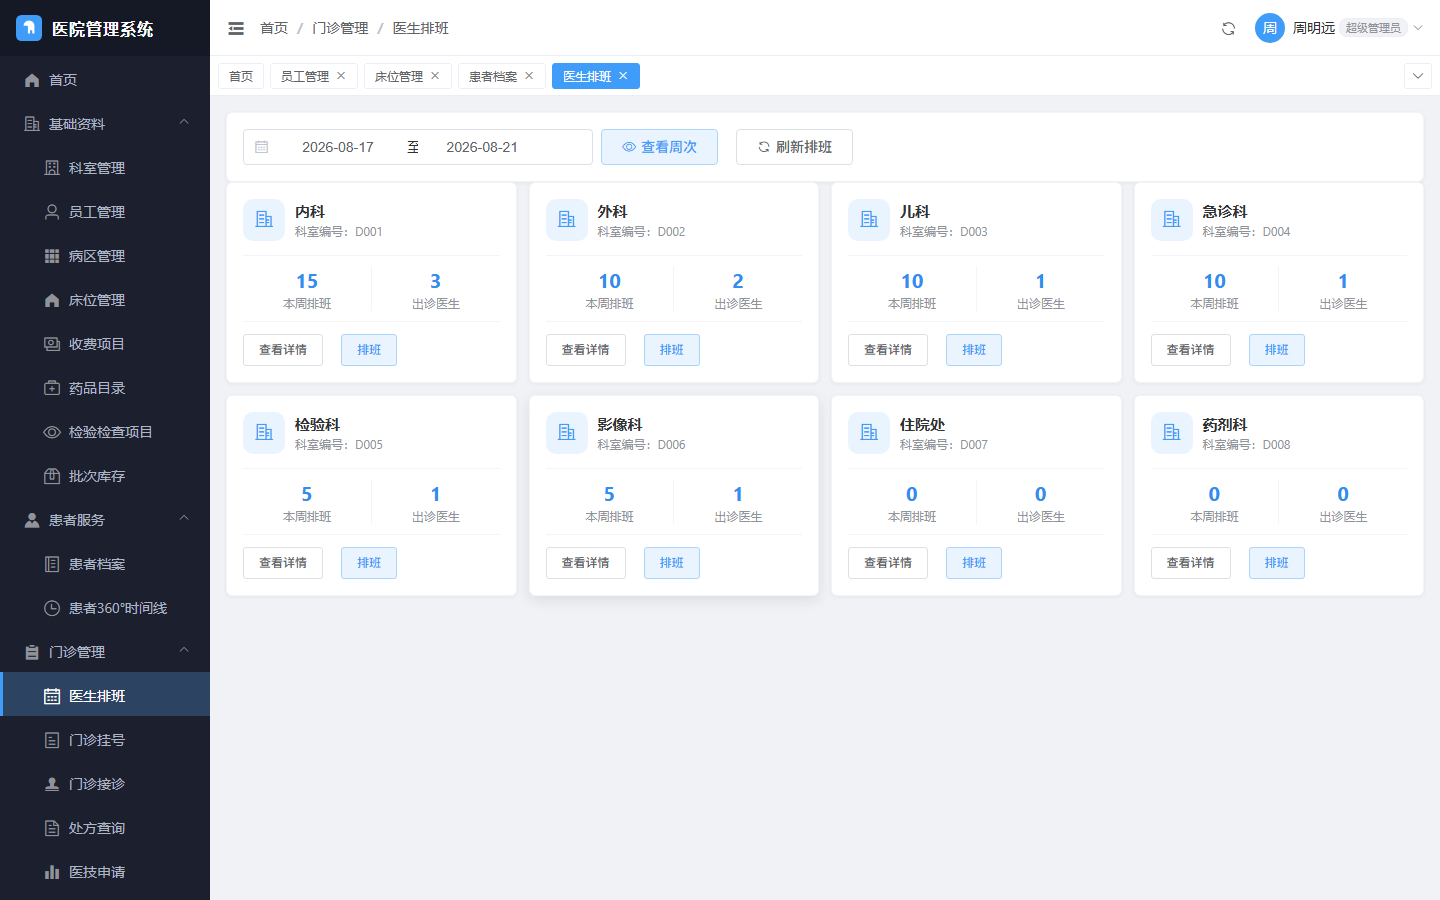 医院管理系统
首页
基础资料
科室管理
员工管理
病区管理
床位管理
收费项目
药品目录
检验检查项目
批次库存
患者服务
患者档案
患者360°时间线
门诊管理
医生排班
门诊挂号
门诊接诊
处方查询
医技申请
首页 / 门诊管理 / 医生排班
周 周明远 超级管理员
首页 员工管理 床位管理 患者档案 医生排班
2026-08-17 至 2026-08-21 查看周次 刷新排班
内科
科室编号：D001
15 3
本周排班 出诊医生
查看详情 排班
外科
科室编号：D002
10 2
本周排班 出诊医生
查看详情 排班
儿科
科室编号：D003
10 1
本周排班 出诊医生
查看详情 排班
急诊科
科室编号：D004
10 1
本周排班 出诊医生
查看详情 排班
检验科
科室编号：D005
5 1
本周排班 出诊医生
查看详情 排班
影像科
科室编号：D006
5 1
本周排班 出诊医生
查看详情 排班
住院处
科室编号：D007
0 0
本周排班 出诊医生
查看详情 排班
药剂科
科室编号：D008
0 0
本周排班 出诊医生
查看详情 排班